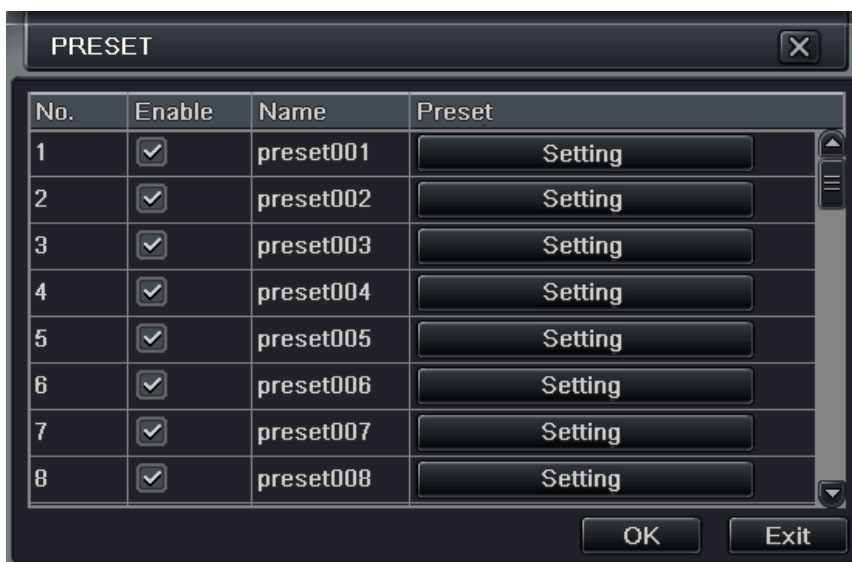 PRESET
No. Enable Name Preset
1 preset001 Setting
2 preset002 Setting
3 preset003 Setting
4 preset004 Setting
5 preset005 Setting
6 preset006 Setting
7 preset007 Setting
8 preset008 Setting
OK Exit